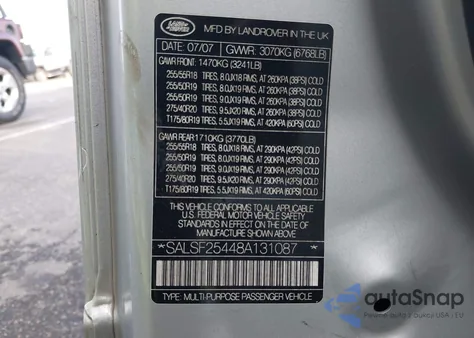 LAND ROVER
MFD BY LANDROVER IN THE UK
DATE 07/07 GVWR: 3070KG (6768LB)
GAWR FRONT: 1470KG (3241LB)
255/55R18 TIRES, 8.0JX18 RIMS, AT 260KPA (38PSI) COLD
255/50R19 TIRES, 8.0JX19 RIMS, AT 260KPA (38PSI) COLD
255/50R19 TIRES, 9.0JX19 RIMS, AT 260KPA (38PSI) COLD
275/40R20 TIRES, 9.5JX20 RIMS, AT 260KPA (38PSI) COLD
T175/80R19 TIRES, 5.5JX19 RIMS, AT 420KPA (60PSI) COLD
GAWR REAR: 1710KG (3770LB)
255/55R18 TIRES, 8.0JX18 RIMS, AT 290KPA (42PSI) COLD
255/50R19 TIRES, 8.0JX19 RIMS, AT 290KPA (42PSI) COLD
255/50R19 TIRES, 9.0JX19 RIMS, AT 290KPA (42PSI) COLD
275/40R20 TIRES, 9.5JX20 RIMS, AT 290KPA (42PSI) COLD
T175/80R19 TIRES, 5.5JX19 RIMS, AT 420KPA (60PSI) COLD
THIS VEHICLE CONFORMS TO ALL APPLICABLE
U.S. FEDERAL MOTOR VEHICLE SAFETY
STANDARDS IN EFFECT ON THE DATE OF
MANUFACTURE SHOWN ABOVE
*SALSF25448A131087*
TYPE: MULTI-PURPOSE PASSENGER VEHICLE
autoSnap